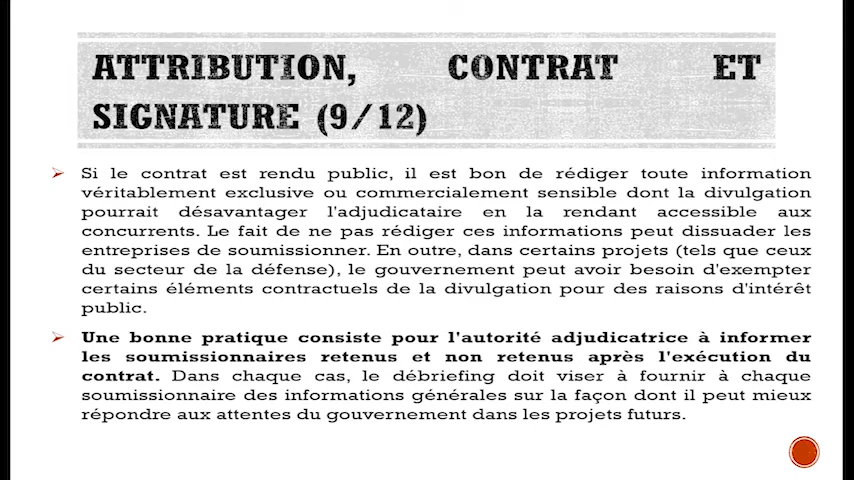 ATTRIBUTION, CONTRAT ET
SIGNATURE (9/12)
Si le contrat est rendu public, il est bon de rédiger toute information
véritablement exclusive ou commercialement sensible dont la divulgation
pourrait désavantager l'adjudicataire en la rendant accessible aux
concurrents. Le fait de ne pas rédiger ces informations peut dissuader les
entreprises de soumissionner. En outre, dans certains projets (tels que ceux
du secteur de la défense), le gouvernement peut avoir besoin d'exempter
certains éléments contractuels de la divulgation pour des raisons d'intérêt
public.
Une bonne pratique consiste pour l'autorité adjudicatrice à informer
les soumissionnaires retenus et non retenus après l'exécution du
contrat. Dans chaque cas, le débriefing doit viser à fournir à chaque
soumissionnaire des informations générales sur la façon dont il peut mieux
répondre aux attentes du gouvernement dans les projets futurs.